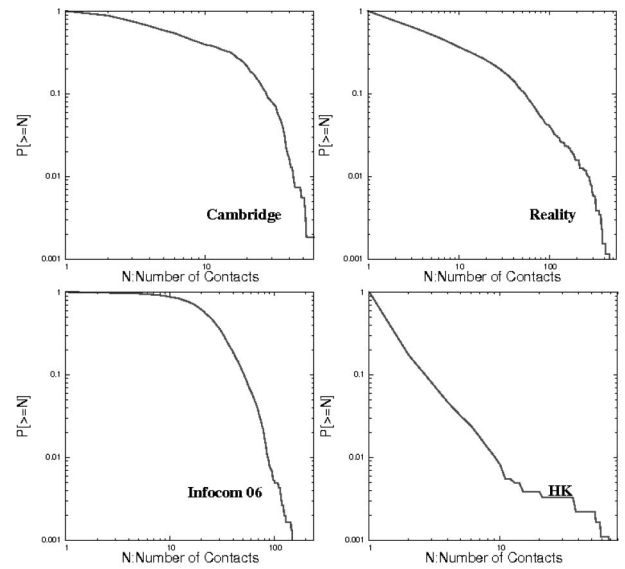 1
0.1
0.01
0.001
P[>=N]
Cambridge
1 10
N:Number of Contacts
1
0.1
0.01
0.001
P[>=N]
Reality
1 10 100
N:Number of Contacts
1
0.1
0.01
0.001
P[>=N]
Infocom 06
1 10 100
N:Number of Contacts
1
0.1
0.01
0.001
P[>=N]
HK
1 10
N:Number of Contacts